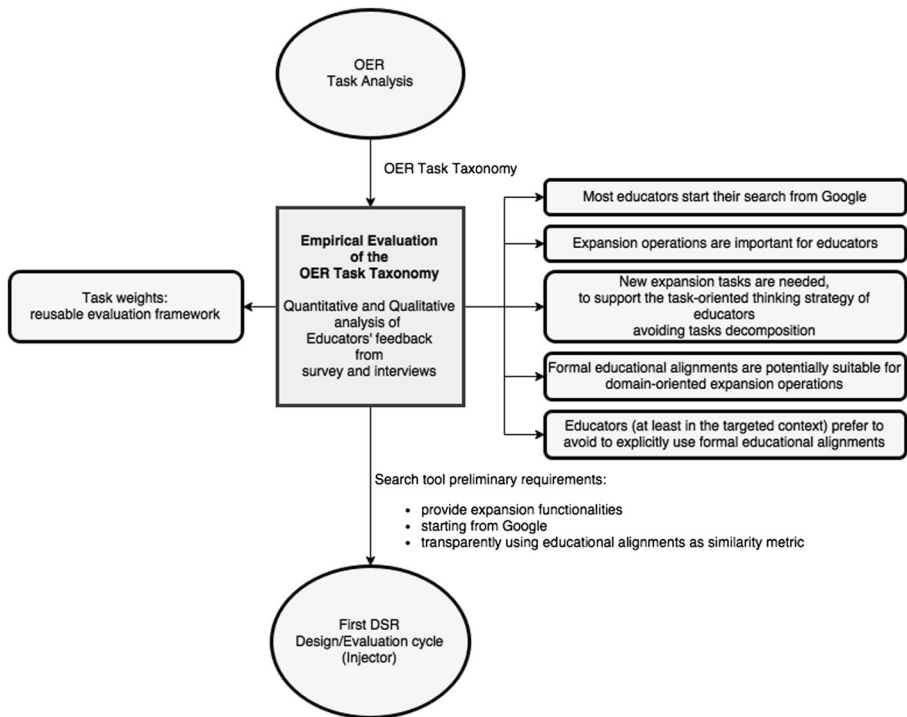 OER
Task Analysis
OER Task Taxonomy
Empirical Evaluation
of the
OER Task Taxonomy
Quantitative and Qualitative
analysis of
Educators' feedback
from
survey and interviews
Task weights:
reusable evaluation framework
Most educators start their search from Google
Expansion operations are important for educators
New expansion tasks are needed,
to support the task-oriented thinking strategy of
educators
avoiding tasks decomposition
Formal educational alignments are potentially suitable for
domain-oriented expansion operations
Educators (at least in the targeted context) prefer to
avoid to explicitly use formal educational alignments
Search tool preliminary requirements:
• provide expansion functionalities
• starting from Google
• transparently using educational alignments as similarity metric
First DSR
Design/Evaluation cycle
(Injector)